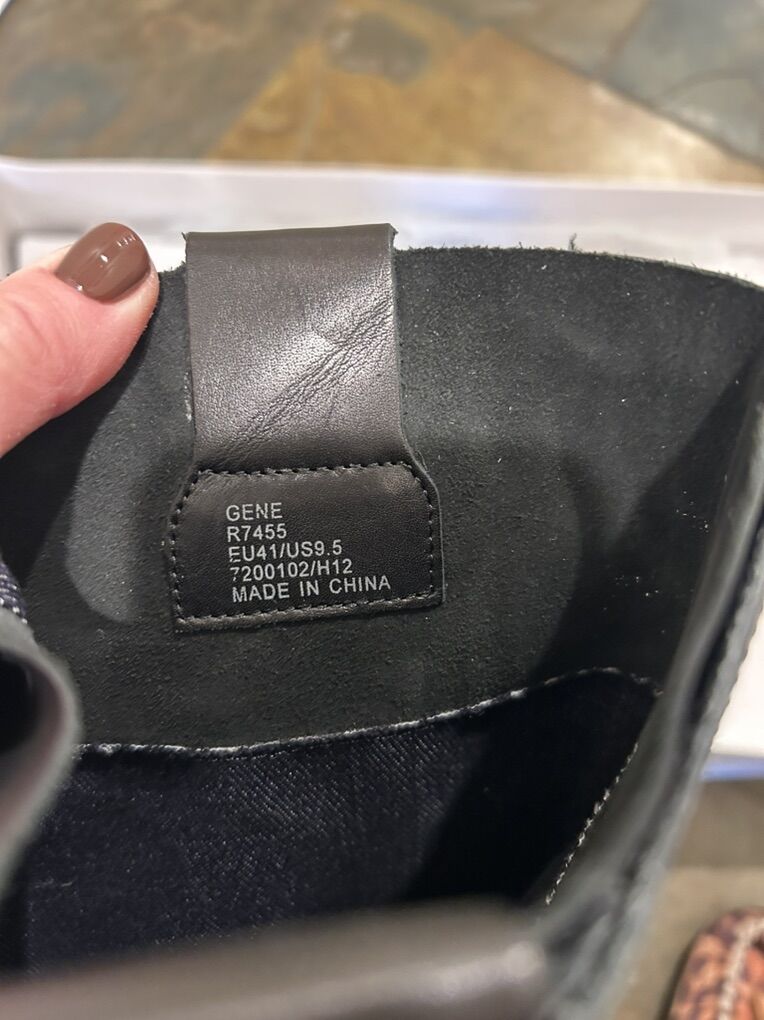 GENE
R7455
EU41/US9.5
7200102/H12
MADE IN CHINA